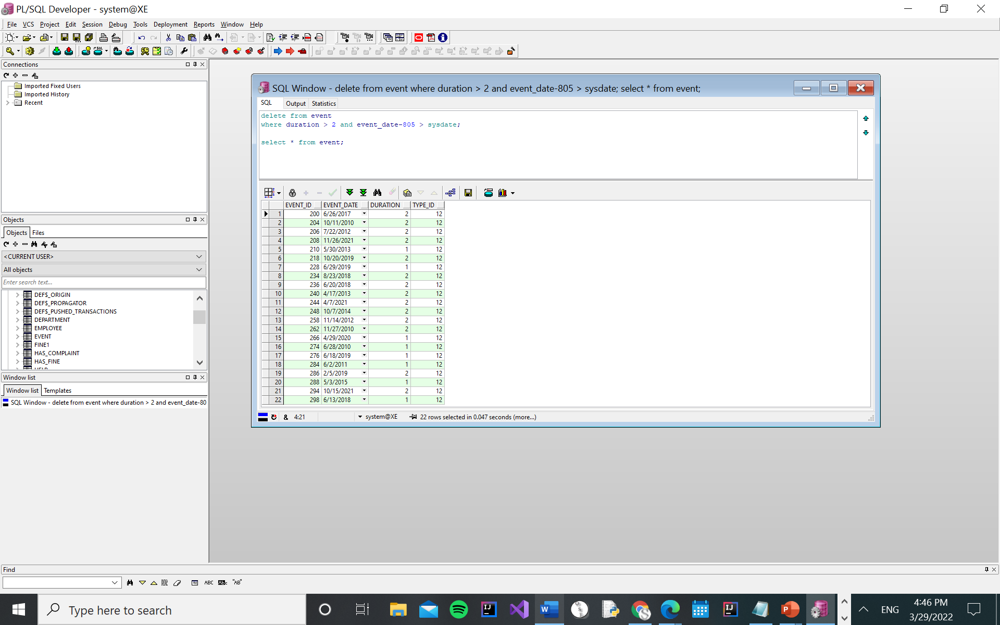 PL/SQL Developer - system@XE
File VCS Project Edit Session Debug Tools Deployment Reports Window Help
Connections
Imported Fixed Users
Imported History
Recent
Objects
Objects Files
<CURRENT USER>
All objects
Enter search text...
DEF$_ORIGIN
DEF$_PROPAGATOR
DEF$_PUSHED_TRANSACTIONS
DEPARTMENT
EMPLOYEE
EVENT
FINE1
HAS_COMPLAINT
HAS_FINE
HELP
Window list
Window list Templates
SQL Window - delete from event where duration > 2 and event_date-80
SQL Window - delete from event where duration > 2 and event_date-805 > sysdate; select * from event;
SQL Output Statistics
delete from event
where duration > 2 and event_date-805 > sysdate;
select * from event;
EVENT_ID EVENT_DATE DURATION TYPE_ID
1 200 6/26/2017 2 12
2 204 10/11/2010 2 12
3 206 7/22/2012 2 12
4 208 11/26/2021 2 12
5 210 5/30/2013 1 12
6 218 10/20/2019 2 12
7 228 6/29/2019 1 12
8 234 8/23/2018 2 12
9 236 6/20/2018 2 12
10 240 4/17/2013 2 12
11 244 4/7/2021 2 12
12 248 10/7/2014 2 12
13 258 11/14/2012 2 12
14 262 11/27/2010 2 12
15 266 4/29/2020 1 12
16 274 6/28/2010 1 12
17 276 6/18/2019 1 12
18 284 6/2/2011 1 12
19 286 2/5/2019 2 12
20 288 5/3/2015 1 12
21 294 10/15/2021 2 12
22 298 6/13/2018 1 12
& 4:21 system@XE 22 rows selected in 0.047 seconds (more...)
Find
ABC ABc "AB"
Type here to search
ENG
4:46 PM
3/29/2022